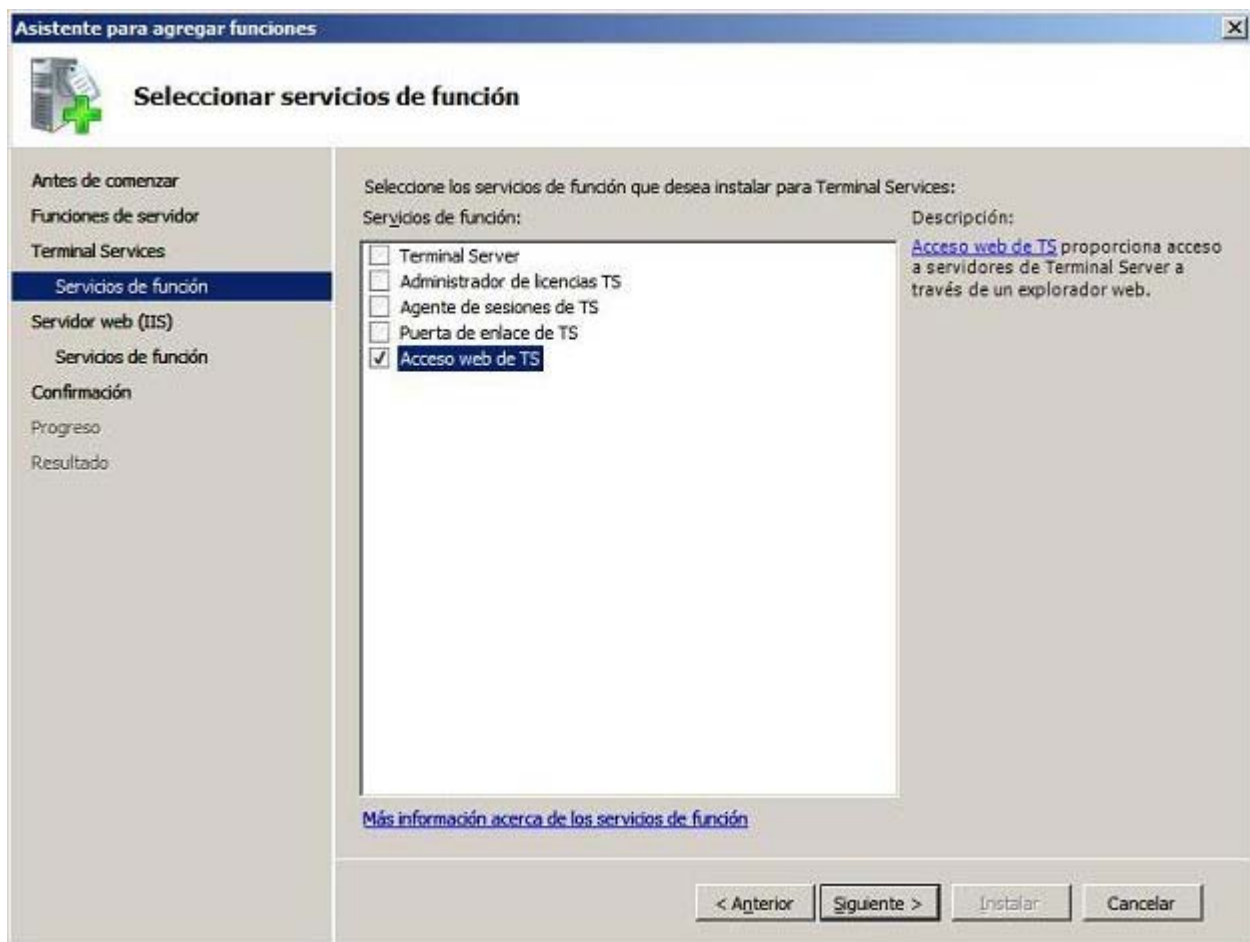 Asistente para agregar funciones
Seleccionar servicios de función
Antes de comenzar
Funciones de servidor
Terminal Services
Servicios de función
Servidor web (IIS)
Servicios de función
Confirmación
Progreso
Resultado
Seleccione los servicios de función que desea instalar para Terminal Services:
Servicios de función:
Terminal Server
Administrador de licencias TS
Agente de sesiones de TS
Puerta de enlace de TS
Acceso web de TS
Más información acerca de los servicios de función
Descripción:
Acceso web de TS proporciona acceso
a servidores de Terminal Server a
través de un explorador web.
< Anterior Siguiente > Instalar Cancelar